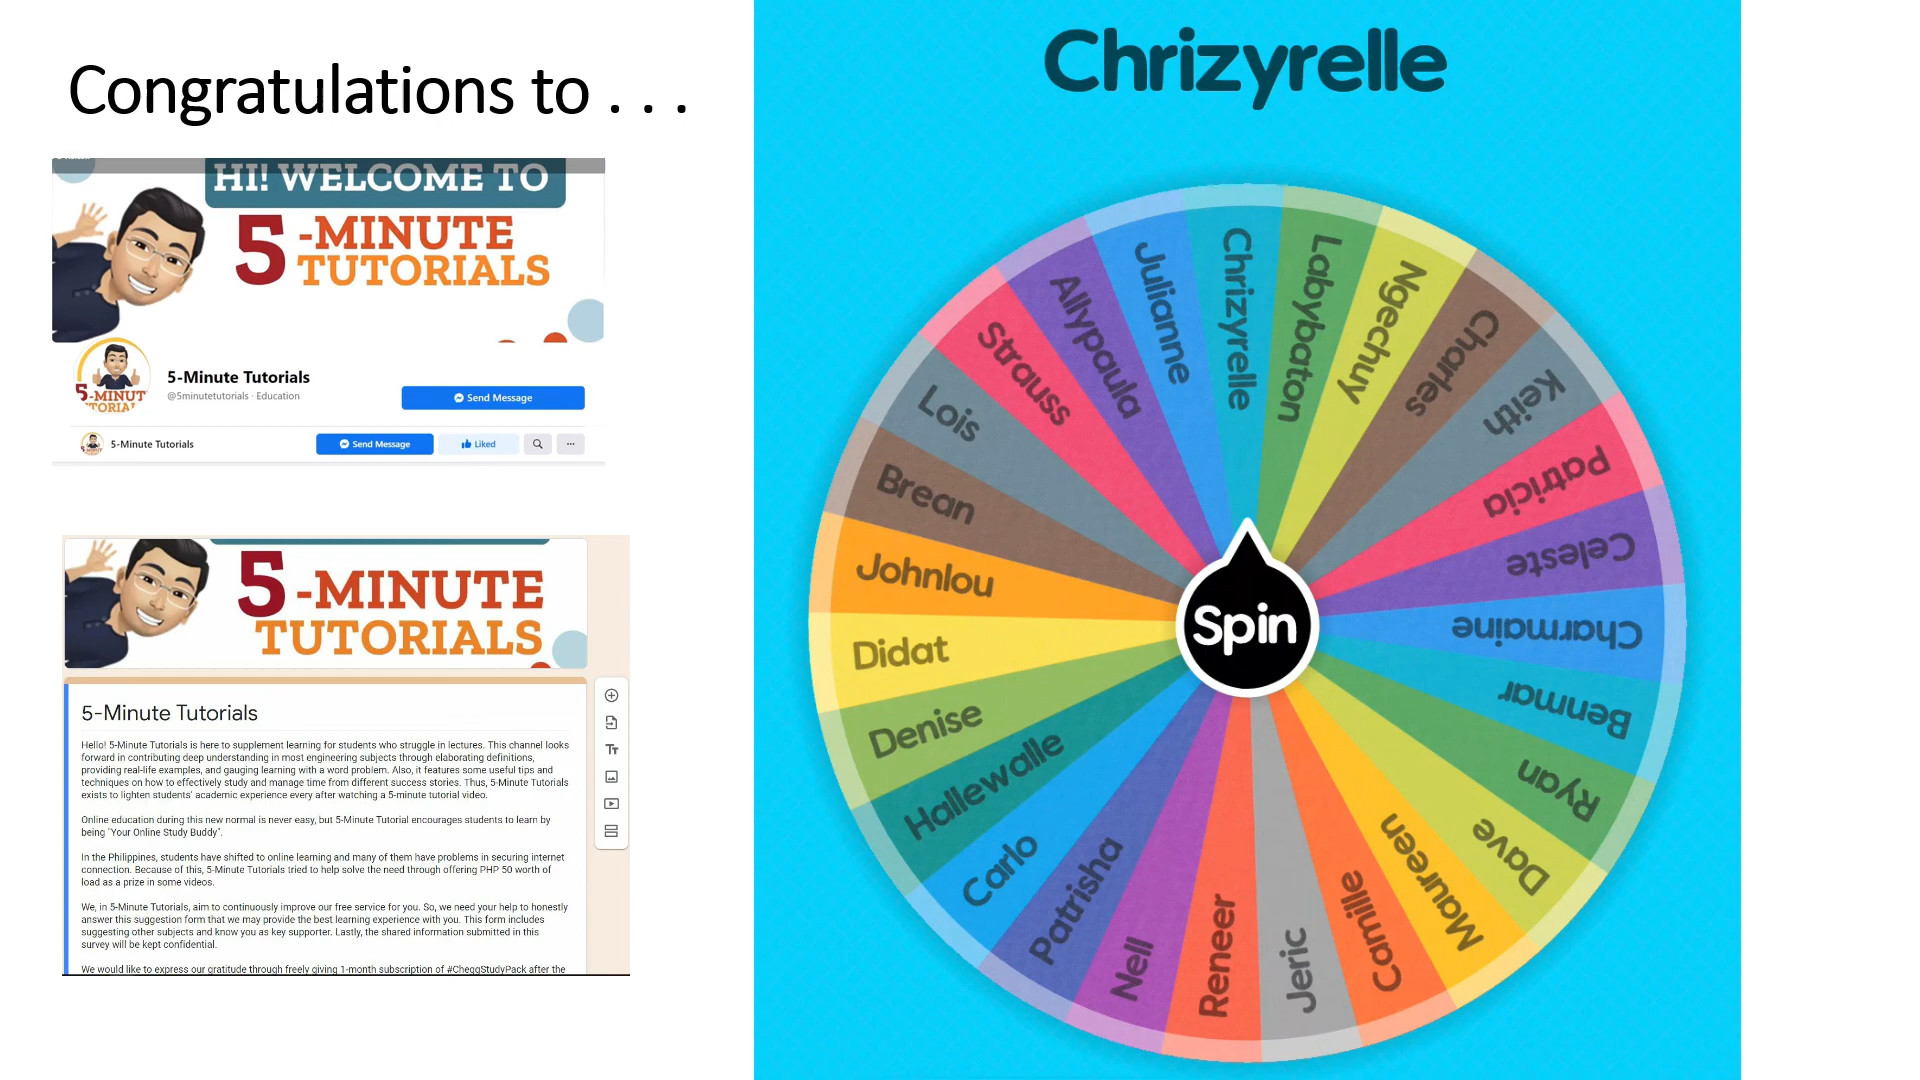 Congratulations to . . .
HI! WELCOME TO
5-MINUTE
TUTORIALS
5-MINUT
TORIA
5-Minute Tutorials
@5minutetutorials · Education
Send Message
5-Minute Tutorials
Send Message
Liked
5-MINUTE
TUTORIALS
5-Minute Tutorials
Hello! 5-Minute Tutorials is here to supplement learning for students who struggle in lectures. This channel looks
forward in contributing deep understanding in most engineering subjects through elaborating definitions,
providing real-life examples, and gauging learning with a word problem. Also, it features some useful tips and
techniques on how to effectively study and manage time from different success stories. Thus, 5-Minute Tutorials
exists to lighten students' academic experience every after watching a 5-minute tutorial video.
Online education during this new normal is never easy, but 5-Minute Tutorial encourages students to learn by
being "Your Online Study Buddy".
In the Philippines, students have shifted to online learning and many of them have problems in securing internet
connection. Because of this, 5-Minute Tutorials tried to help solve the need through offering PHP 50 worth of
load as a prize in some videos.
We, in 5-Minute Tutorials, aim to continuously improve our free service for you. So, we need your help to honestly
answer this suggestion form that we may provide the best learning experience with you. This form includes
suggesting other subjects and know you as key supporter. Lastly, the shared information submitted in this
survey will be kept confidential.
We would like to express our gratitude through freely giving 1-month subscription of #CheggStudyPack after the
Tт
Chrizyrelle
Chrizyrelle
Labybaton
Ngechuy
Charles
Keith
Patricia
Celeste
Charmaine
Benmar
Ryan
Dave
Maureen
Camille
Jeric
Reneer
Nell
Patrisha
Carlo
Hallewalle
Denise
Didat
Johnlou
Brean
Lois
Strauss
Allypaula
Julianne
Spin